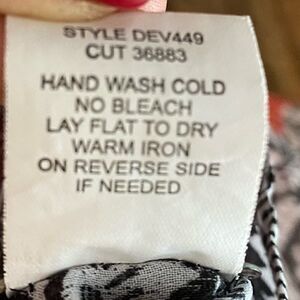 STYLE DEV449
CUT 36883
HAND WASH COLD
NO BLEACH
LAY FLAT TO DRY
WARM IRON
ON REVERSE SIDE
IF NEEDED